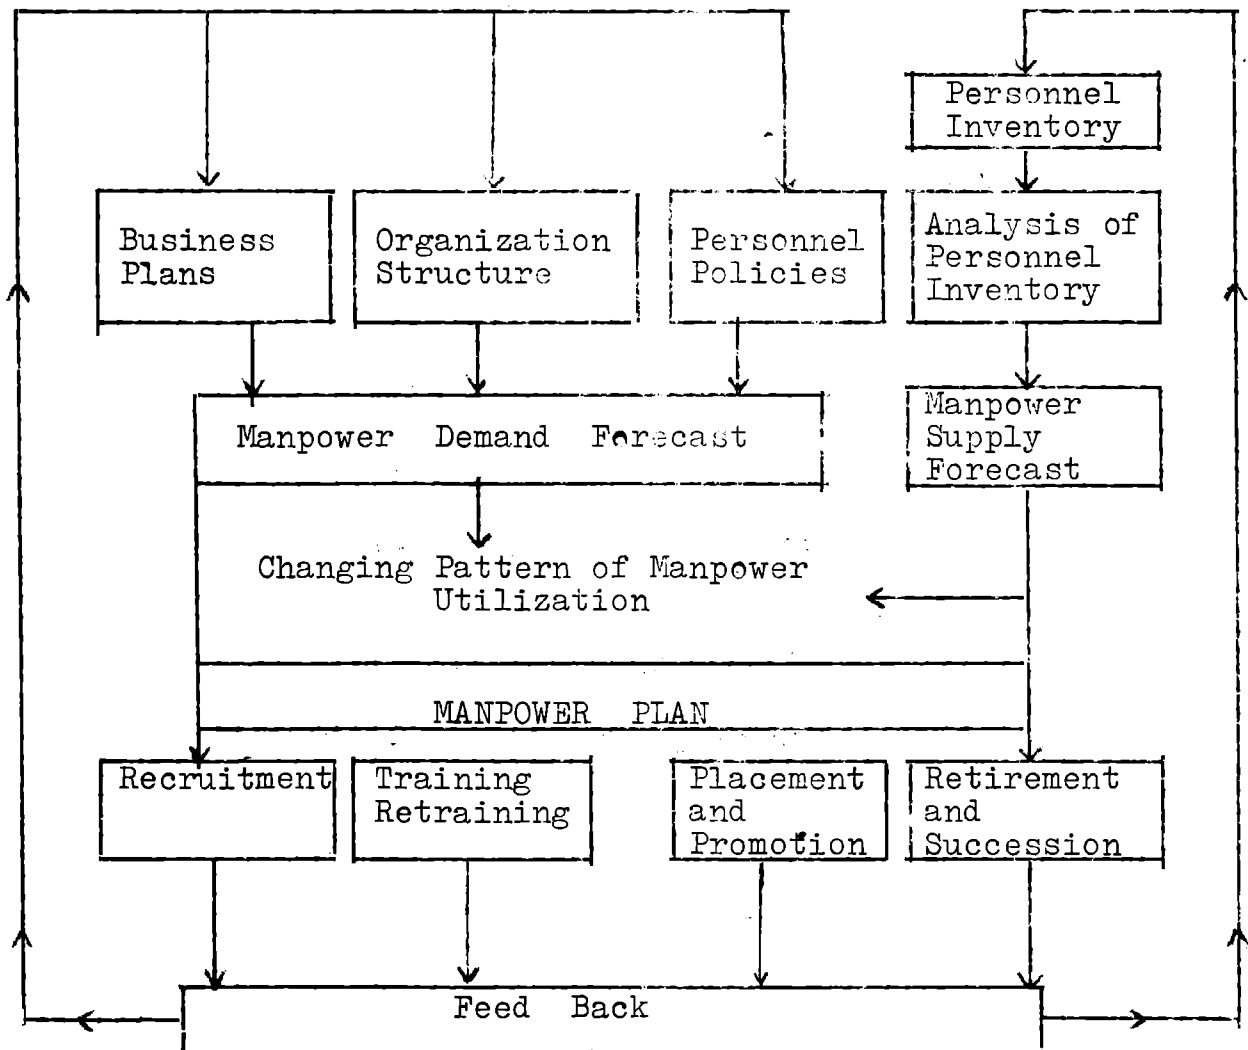 Personnel
Inventory
Business
Plans
Organization
Structure
Personnel
Policies
Analysis of
Personnel
Inventory
Manpower Demand Forecast
Manpower
Supply
Forecast
Changing Pattern of Manpower
Utilization
MANPOWER PLAN
Recruitment
Training
Retraining
Placement
and
Promotion
Retirement
and
Succession
Feed Back